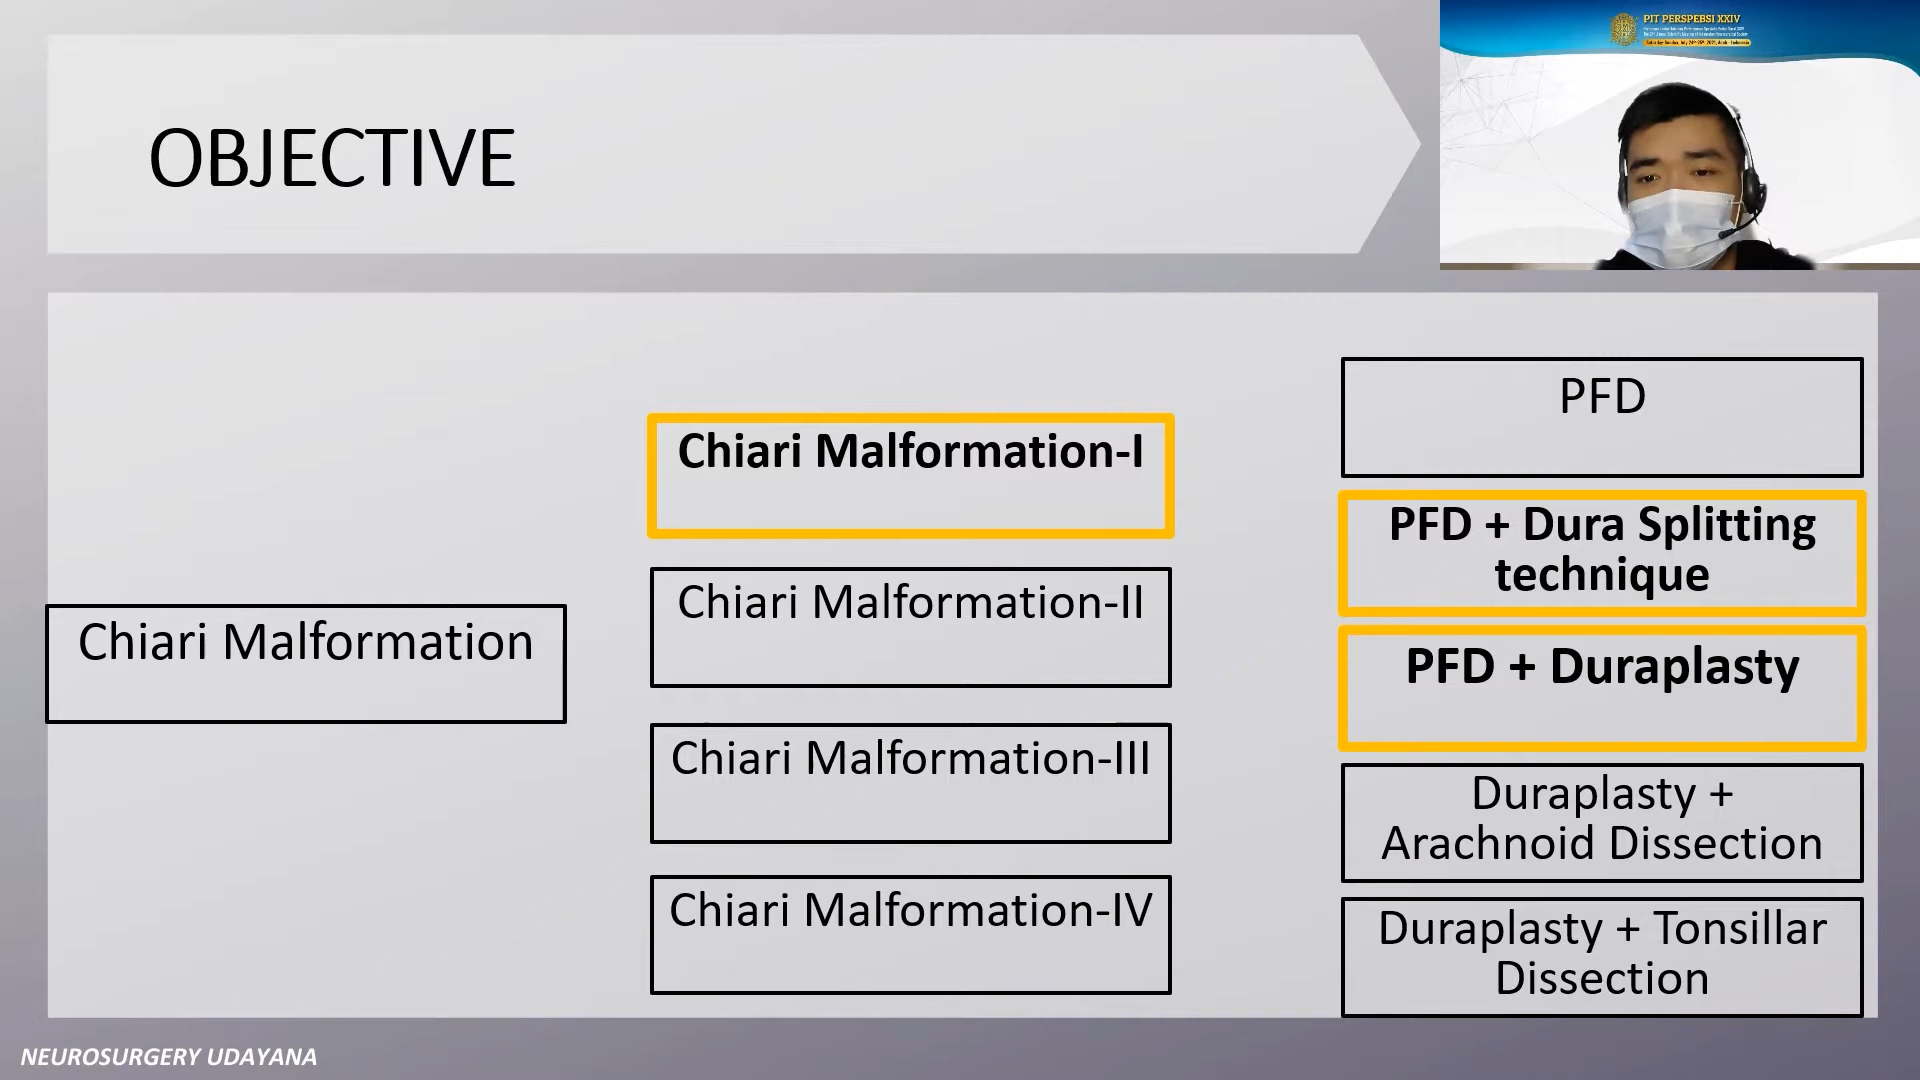 OBJECTIVE
PIT PERSPEBSI XXIV
Chiari Malformation
Chiari Malformation-I
Chiari Malformation-II
Chiari Malformation-III
Chiari Malformation-IV
PFD
PFD + Dura Splitting
technique
PFD + Duraplasty
Duraplasty +
Arachnoid Dissection
Duraplasty + Tonsillar
Dissection
NEUROSURGERY UDAYANA